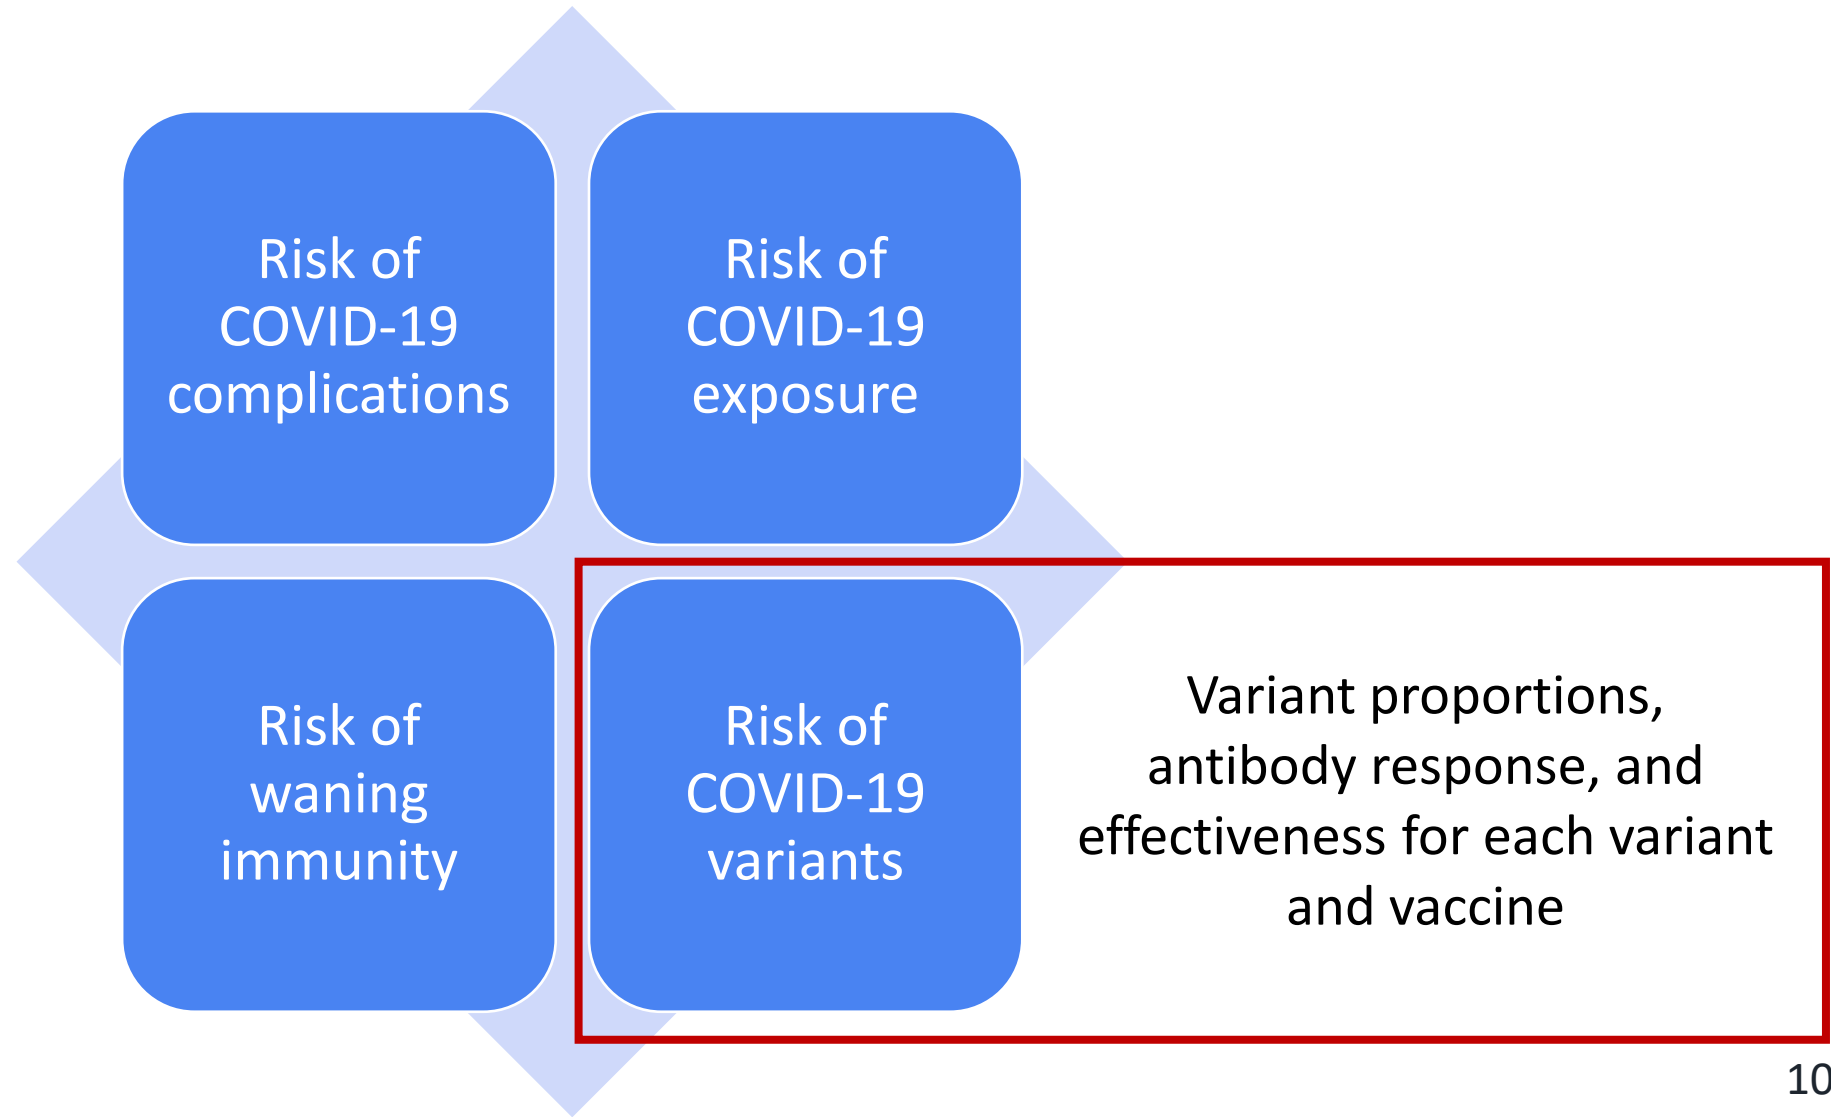 Risk of
COVID-19
complications
Risk of
COVID-19
exposure
Risk of
waning
immunity
Risk of
COVID-19
variants
Variant proportions,
antibody response, and
effectiveness for each variant
and vaccine
10